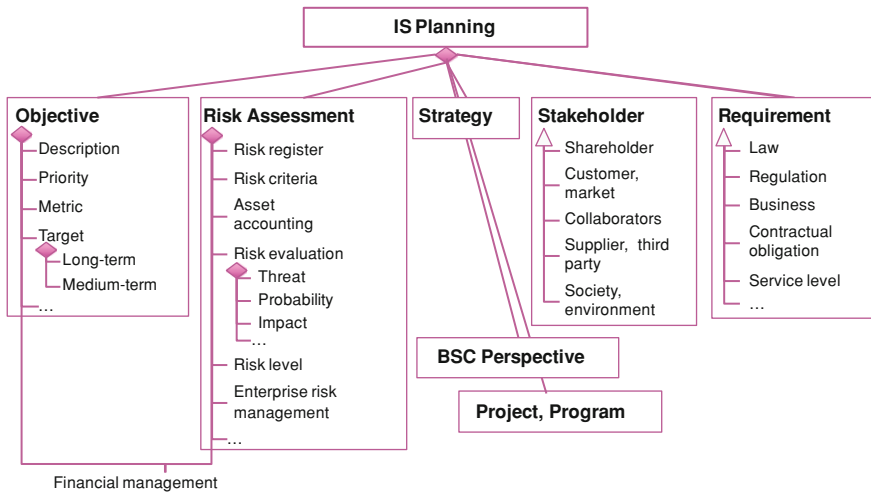 IS Planning
Objective
Description
Priority
Metric
Target
Long-term
Medium-term
…
Risk Assessment
Risk register
Risk criteria
Asset
accounting
Risk evaluation
Threat
Probability
Impact
…
Risk level
Enterprise risk
management
…
Financial management
Strategy
BSC Perspective
Project, Program
Stakeholder
Shareholder
Customer,
market
Collaborators
Supplier, third
party
Society,
environment
Requirement
Law
Regulation
Business
Contractual
obligation
Service level
…